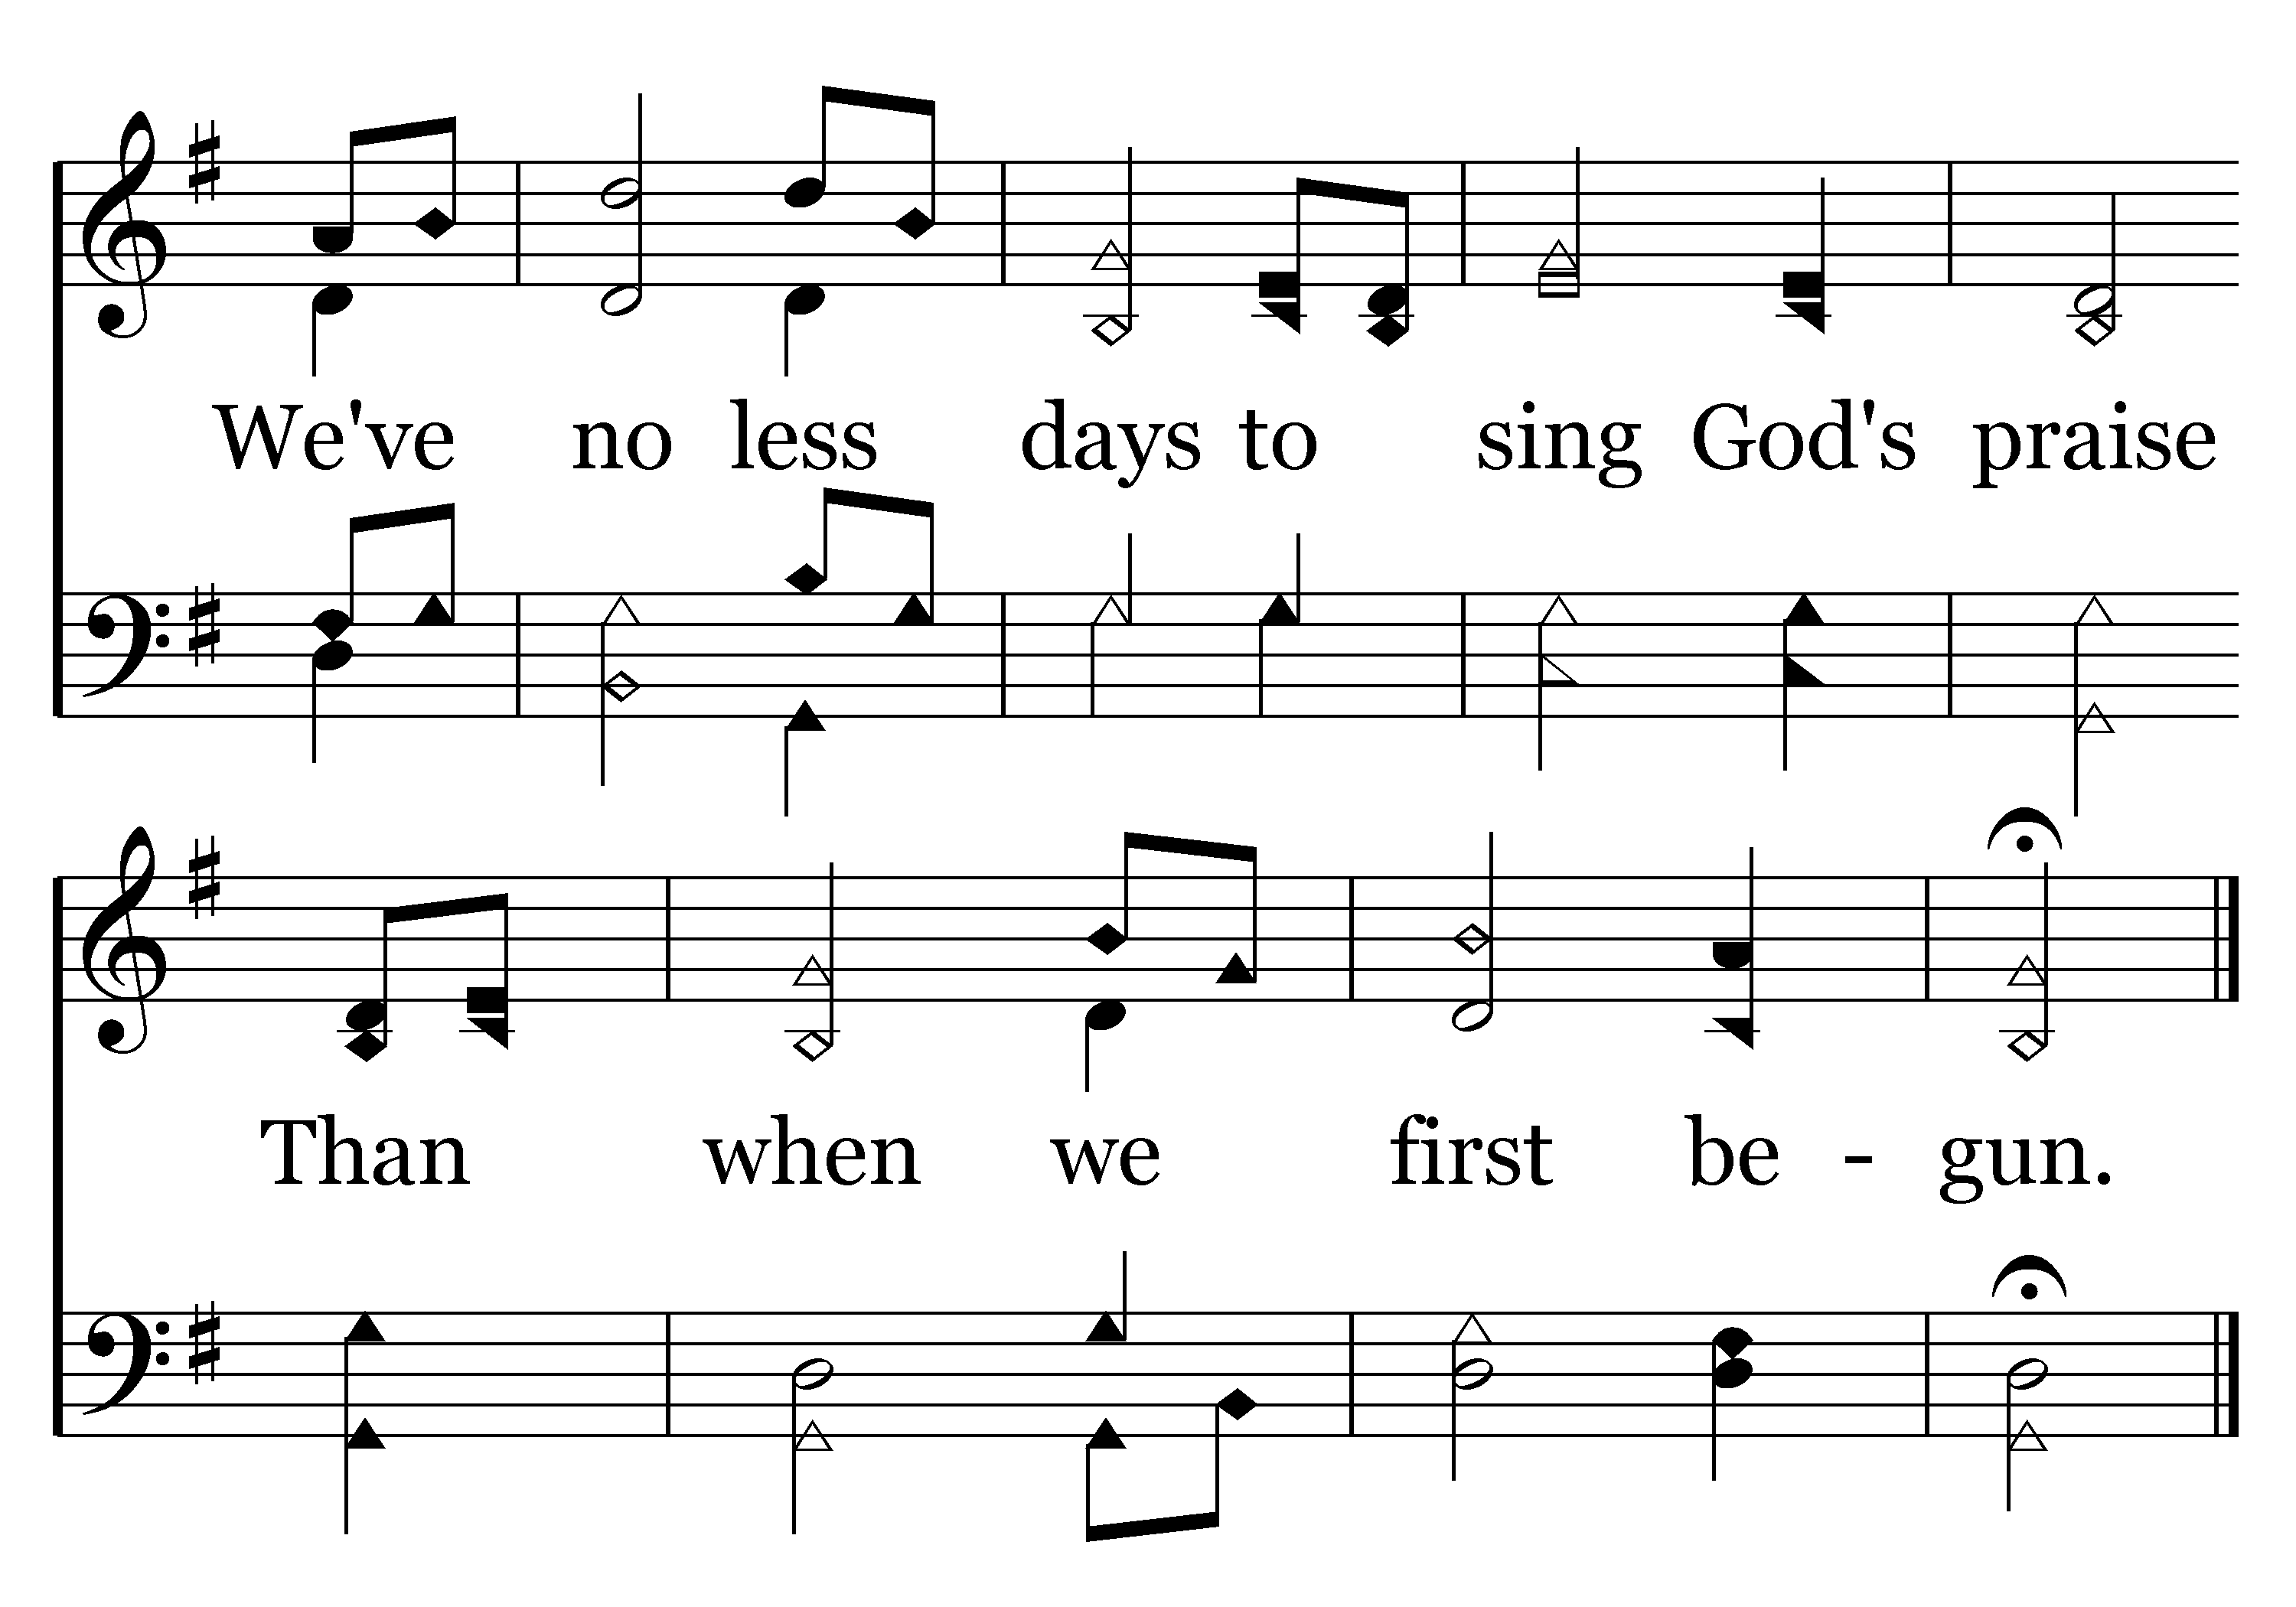 We've no less days to sing God's praise
Than when we first be - gun.